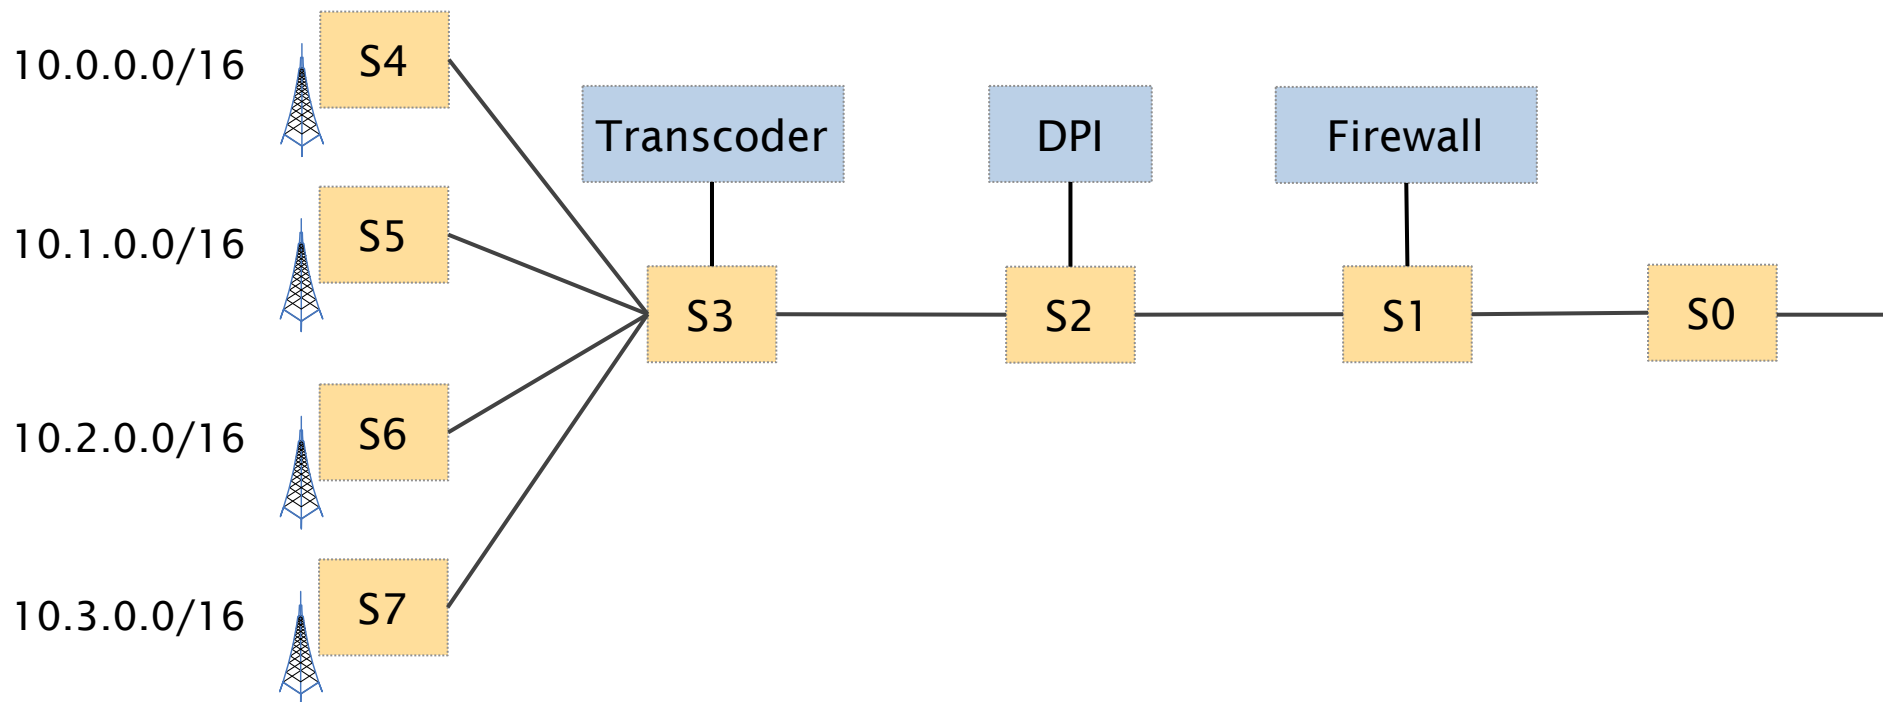 10.0.0.0/16
S4
Transcoder
DPI
Firewall
10.1.0.0/16
S5
S3
S2
S1
S0
10.2.0.0/16
S6
10.3.0.0/16
S7